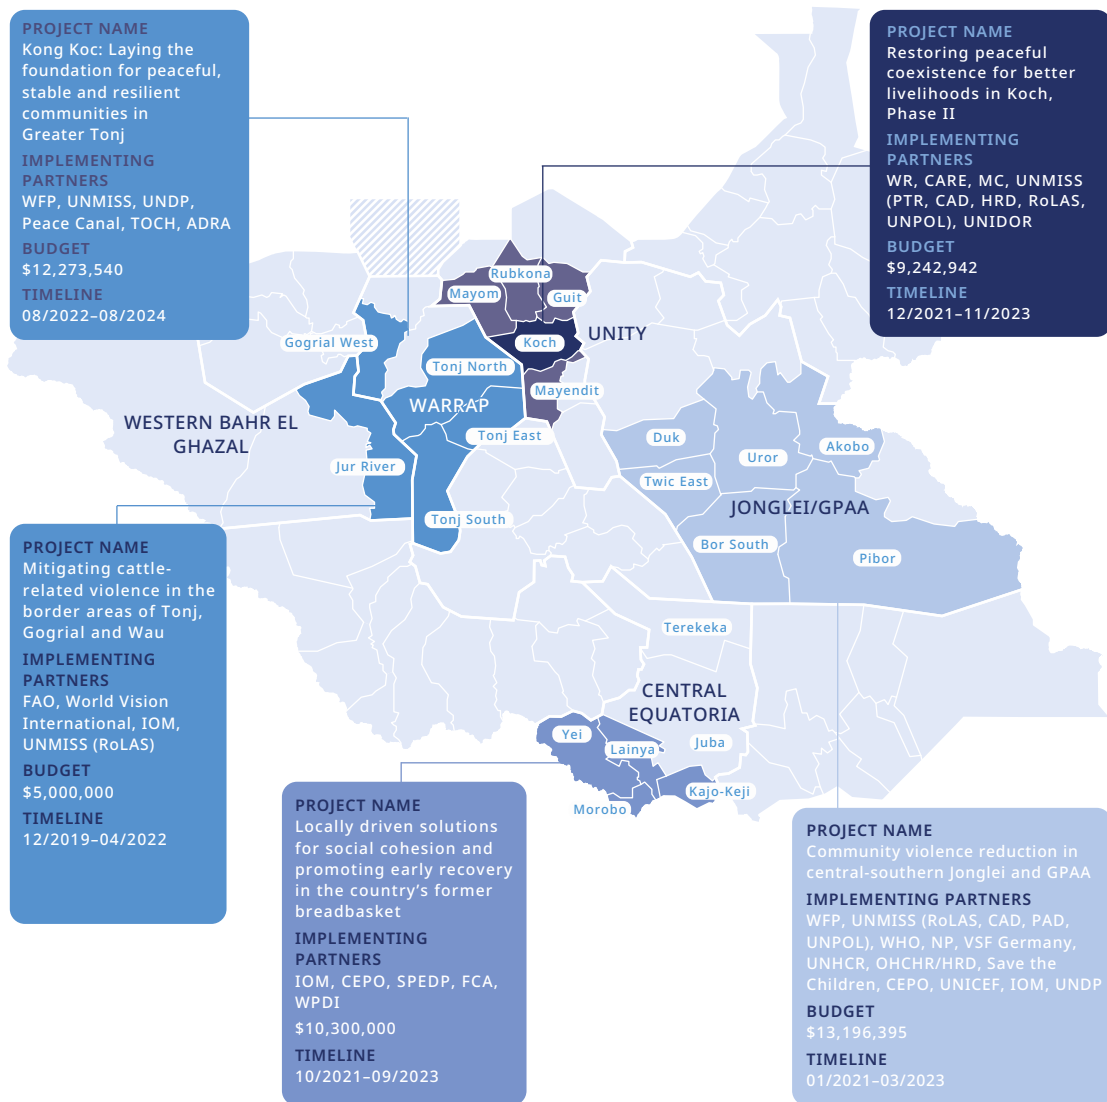 PROJECT NAME
Kong Koc: Laying the
foundation for peaceful,
stable and resilient
communities in
Greater Tonj
IMPLEMENTING
PARTNERS
WFP, UNMISS, UNDP,
Peace Canal, TOCH, ADRA
BUDGET
$12,273,540
TIMELINE
08/2022–08/2024
PROJECT NAME
Restoring peaceful
coexistence for better
livelihoods in Koch,
Phase II
IMPLEMENTING
PARTNERS
WR, CARE, MC, UNMISS
(PTR, CAD, HRD, RoLAS,
UNPOL), UNIDOR
BUDGET
$9,242,942
TIMELINE
12/2021–11/2023
Rubkona
Mayom
Guit
UNITY
Gogrial West
Koch
Tonj North
Mayendit
WARRAP
WESTERN BAHR EL
GHAZAL
Tonj East
Duk
Uror
Akobo
Jur River
Twic East
JONGLEI/GPAA
Tonj South
Bor South
Pibor
Terekeka
CENTRAL
EQUATORIA
Yei
Lainya
Juba
Kajo-Keji
Morobo
PROJECT NAME
Mitigating cattle-
related violence in the
border areas of Tonj,
Gogrial and Wau
IMPLEMENTING
PARTNERS
FAO, World Vision
International, IOM,
UNMISS (RoLAS)
BUDGET
$5,000,000
TIMELINE
12/2019–04/2022
PROJECT NAME
Locally driven solutions
for social cohesion and
promoting early recovery
in the country’s former
breadbasket
IMPLEMENTING
PARTNERS
IOM, CEPO, SPEDP, FCA,
WPDI
$10,300,000
TIMELINE
10/2021–09/2023
PROJECT NAME
Community violence reduction in
central-southern Jonglei and GPAA
IMPLEMENTING PARTNERS
WFP, UNMISS (RoLAS, CAD, PAD,
UNPOL), WHO, NP, VSF Germany,
UNHCR, OHCHR/HRD, Save the
Children, CEPO, UNICEF, IOM, UNDP
BUDGET
$13,196,395
TIMELINE
01/2021–03/2023